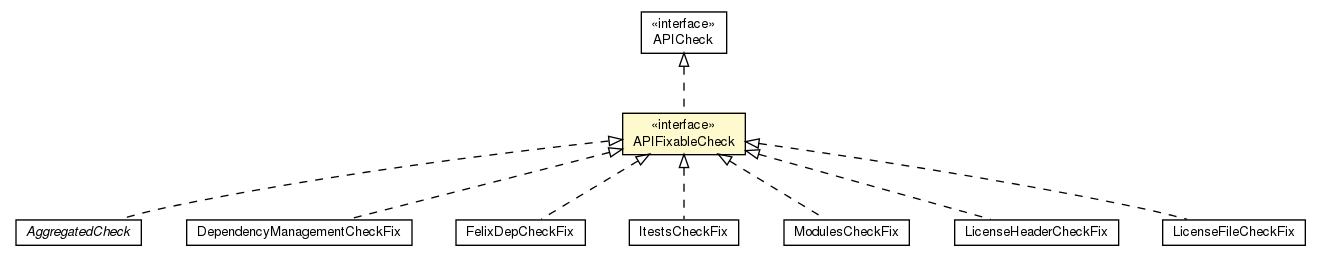 «interface»
APICheck
«interface»
APIFixableCheck
AggregatedCheck
DependencyManagementCheckFix
FelixDepCheckFix
ItestsCheckFix
ModulesCheckFix
LicenseHeaderCheckFix
LicenseFileCheckFix